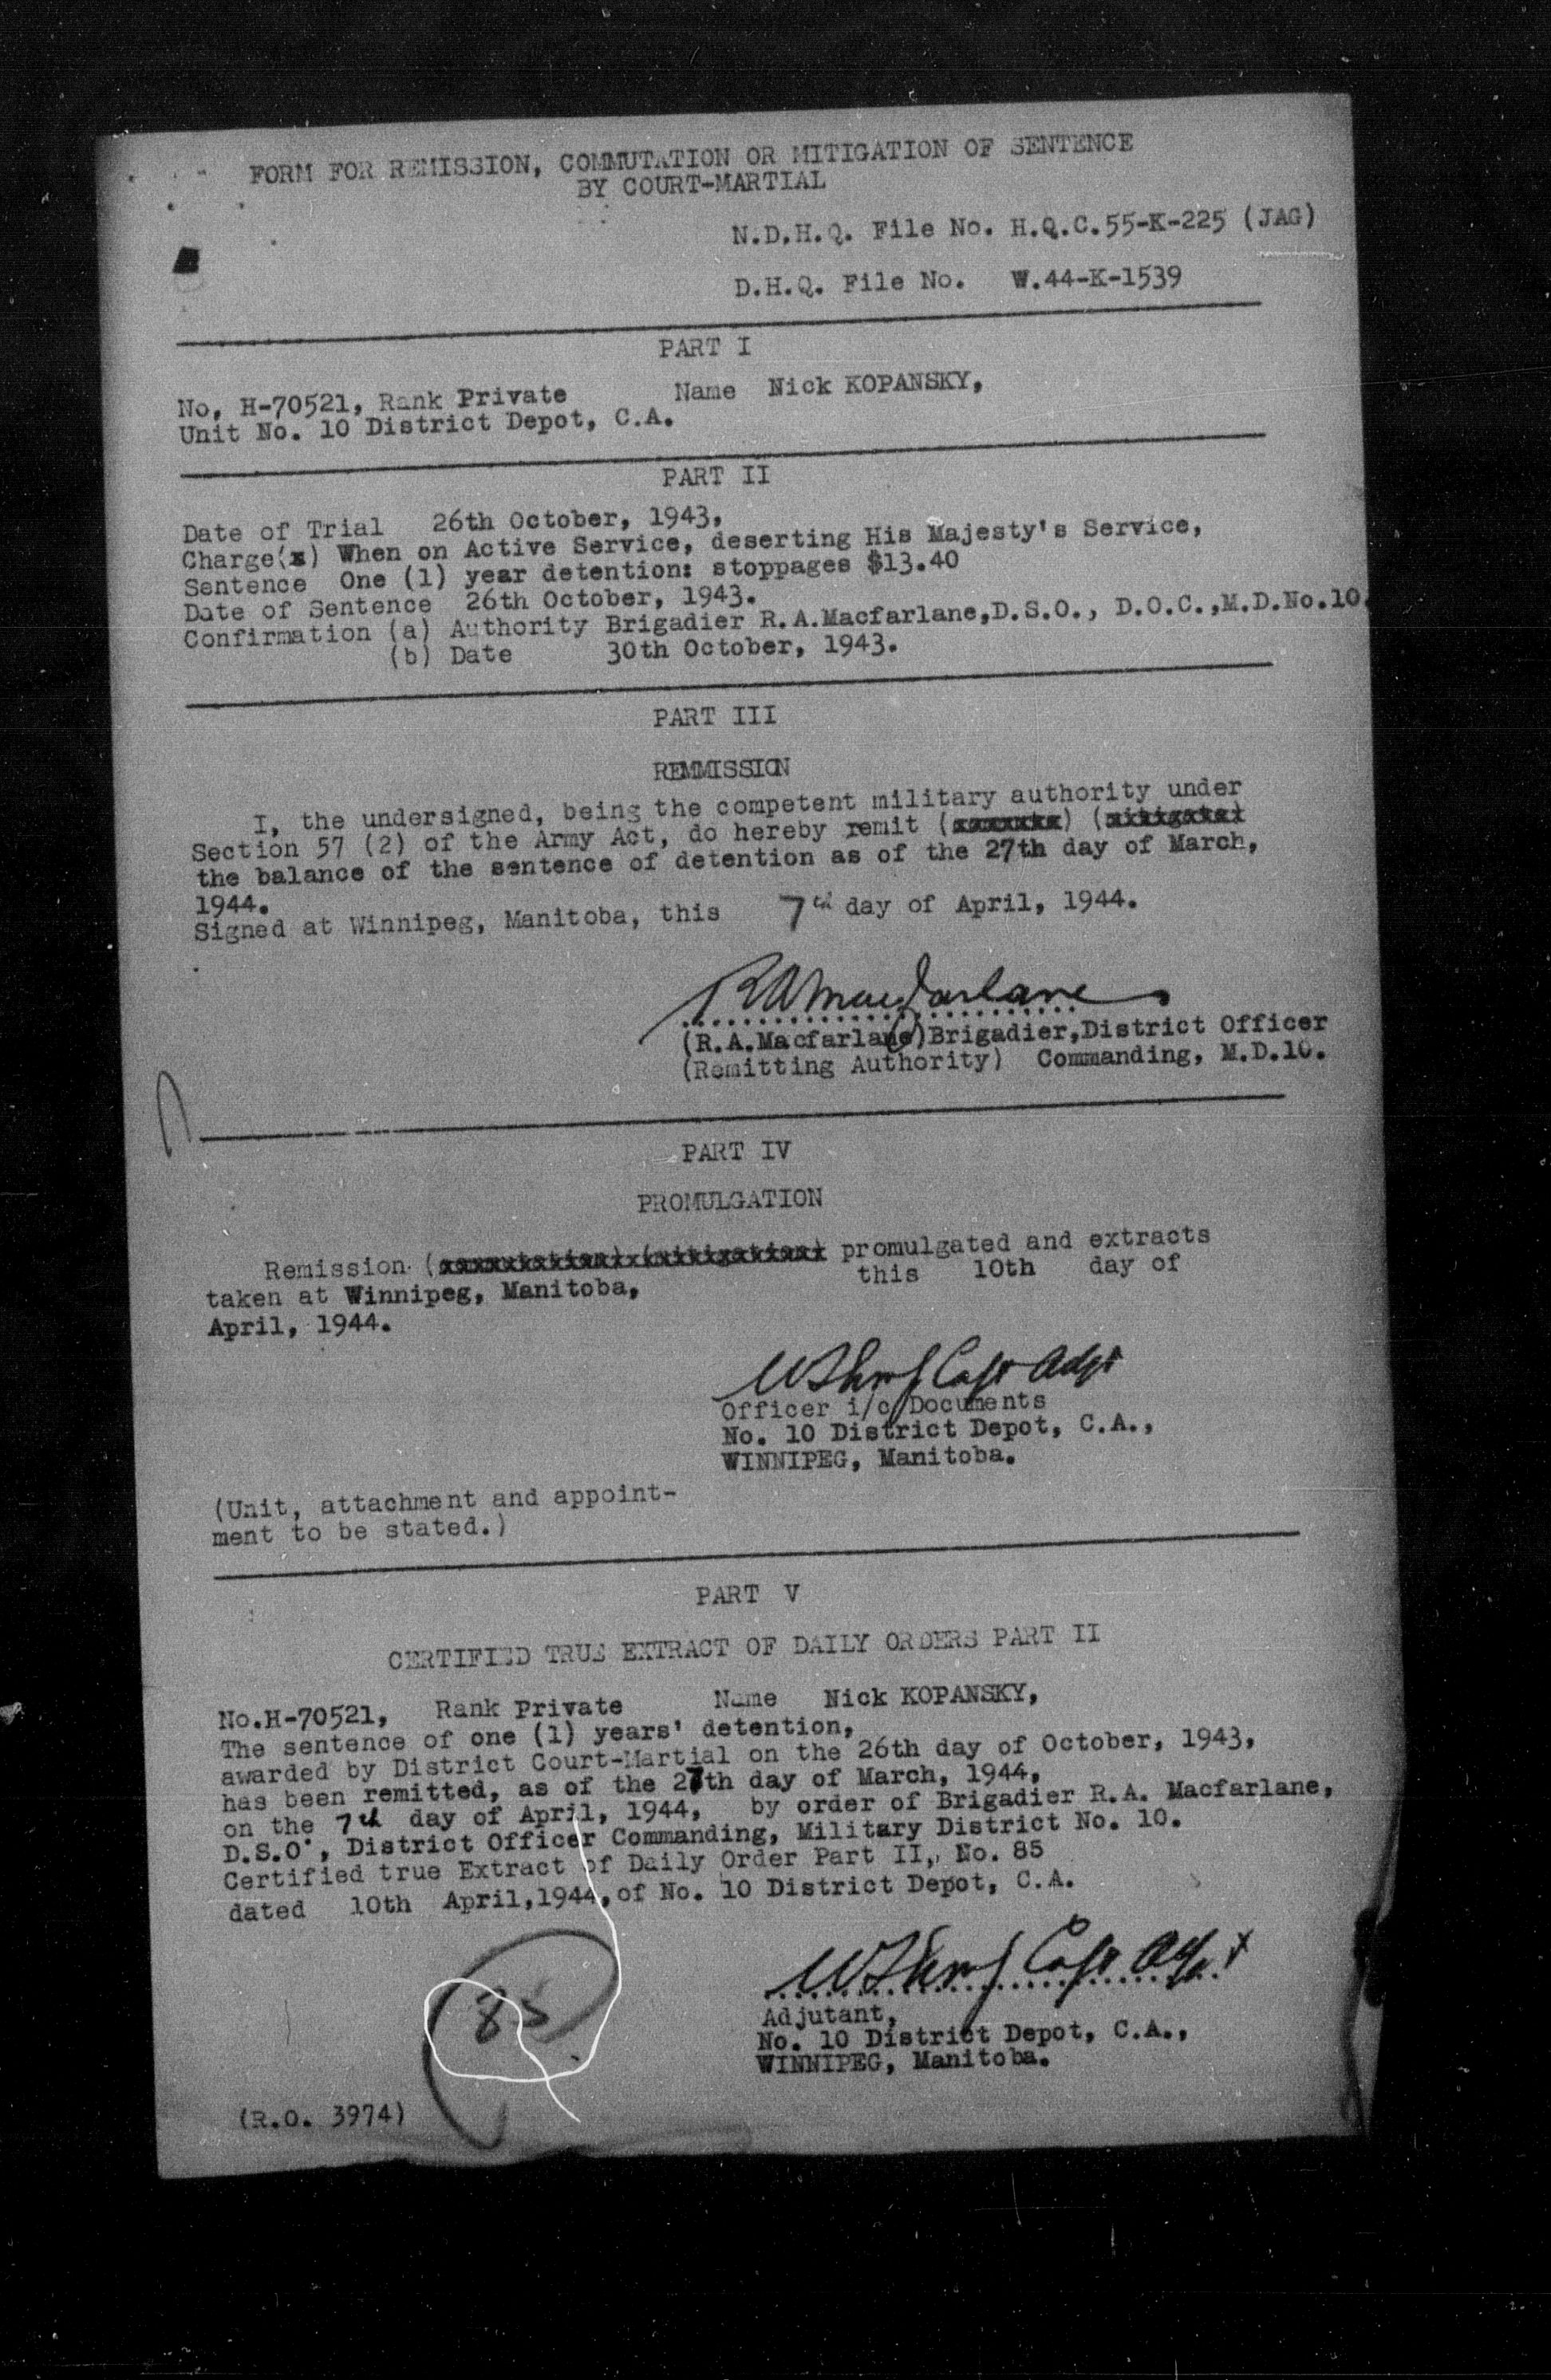 FORM FOR REMISSION, COMMUTATION OR MITIGATION OF SENTENCE
BY COURT-MARTIAL
N.D.H.Q. File No. H.Q.C.55-K-225 (JAG)
D.H.Q. File No. W.44-K-1539
PART I
No, H-70521, Rank Private Name Nick KOPANSKY,
Unit No. 10 District Depot, C.A.
PART II
Date of Trial 26th October, 1943,
Charge(x) When on Active Service, deserting His Majesty's Service,
Sentence One (1) year detention: stoppages $13.40
Date of Sentence 26th October, 1943.
Confirmation (a) Authority Brigadier R.A.Macfarlane,D.S.O., D.O.C.,M.D.No.10.
(b) Date 30th October, 1943.
PART III
REMMISSION
I, the undersigned, being the competent military authority under
Section 57 (2) of the Army Act, do hereby remit ( ) (
the balance of the sentence of detention as of the 27th day of March,
1944.
Signed at Winnipeg, Manitoba, this 7th day of April, 1944.
RAMacfarlane
(R.A.Macfarlane)Brigadier,District Officer
(Remitting Authority) Commanding, M.D.10.
PART IV
PROMULGATION
Remission ( promulgated and extracts
taken at Winnipeg, Manitoba, this 10th day of
April, 1944.
Capt Adjt
Officer i/c Documents
No. 10 District Depot, C.A.,
WINNIPEG, Manitoba.
(Unit, attachment and appoint-
ment to be stated.)
PART V
CERTIFIED TRUE EXTRACT OF DAILY ORDERS PART II
No.H-70521, Rank Private Name Nick KOPANSKY,
The sentence of one (1) years' detention,
awarded by District Court-Martial on the 26th day of October, 1943,
has been remitted, as of the 27th day of March, 1944,
on the 7th day of April, 1944, by order of Brigadier R.A. Macfarlane,
D.S.O., District Officer Commanding, Military District No. 10.
Certified true Extract of Daily Order Part II, No. 85
dated 10th April,1944,of No. 10 District Depot, C.A.
85
Capt Adjt
Adjutant,
No. 10 District Depot, C.A.,
WINNIPEG, Manitoba.
(R.O. 3974)